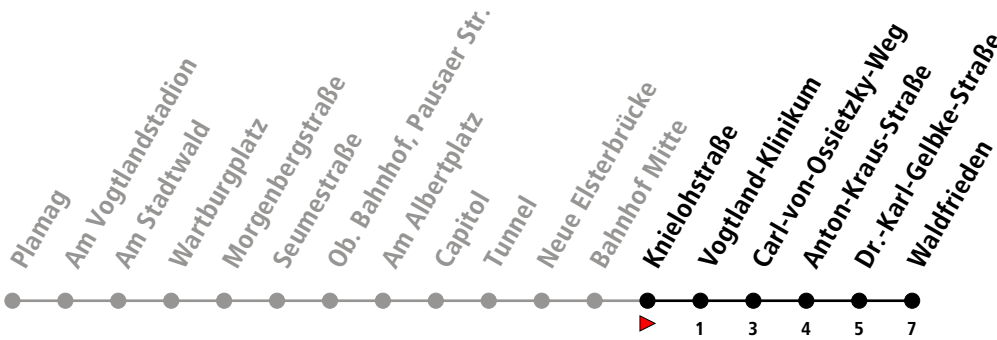 Plamag
Am Vogtlandstadion
Am Stadtwald
Wartburgplatz
Morgenbergstraße
Seumestraße
Ob. Bahnhof, Pausaer Str.
Am Albertplatz
Capitol
Tunnel
Neue Elsterbrücke
Bahnhof Mitte
Knielohstraße
Vogtland-Klinikum
Carl-von-Ossietzky-Weg
Anton-Kraus-Straße
Dr.-Karl-Gelbke-Straße
Waldfrieden
1 3 4 5 7